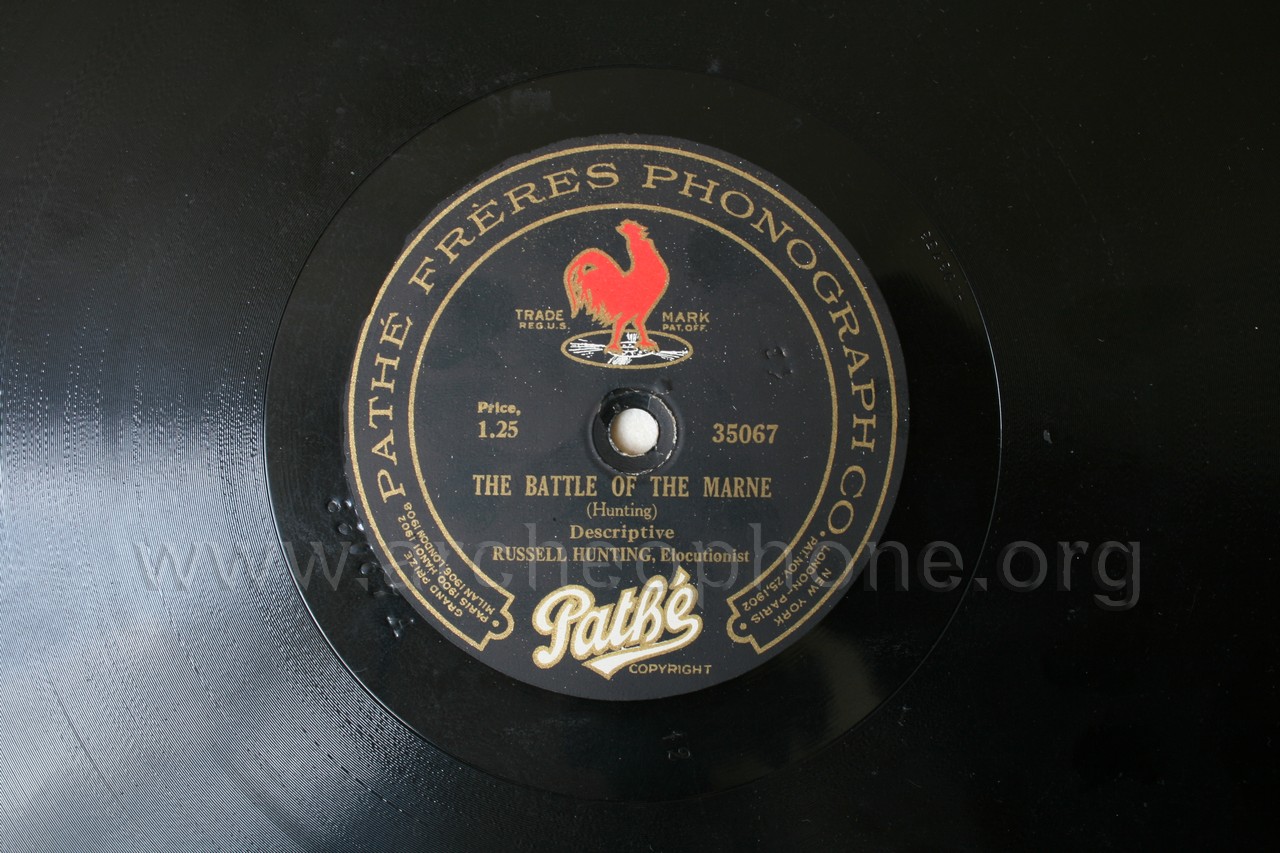 PATHÉ FRÈRES PHONOGRAPH CO.
TRADE MARK
REG.U.S. PAT.OFF.
Price,
1.25
35067
THE BATTLE OF THE MARNE
(Hunting)
Descriptive
RUSSELL HUNTING, Elocutionist
www.archeophone.org
GRAND PRIZE
PARIS 1900 HANOI 1902
MILAN 1906 LONDON 1908
NEW YORK
LONDON-PARIS
PAT. NOV 25, 1902
Pathé
COPYRIGHT